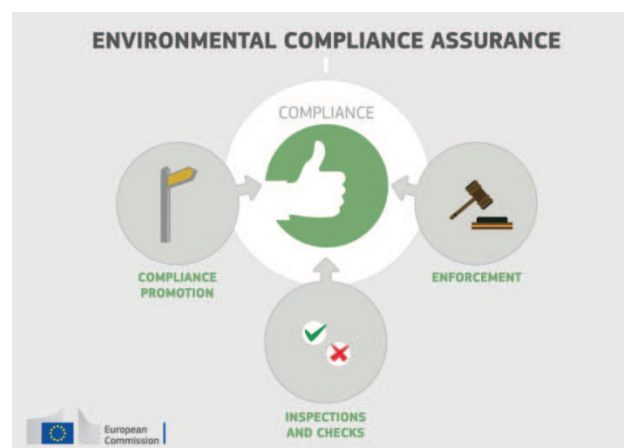 ENVIRONMENTAL COMPLIANCE ASSURANCE
COMPLIANCE
COMPLIANCE
PROMOTION
ENFORCEMENT
INSPECTIONS
AND CHECKS
European
Commission